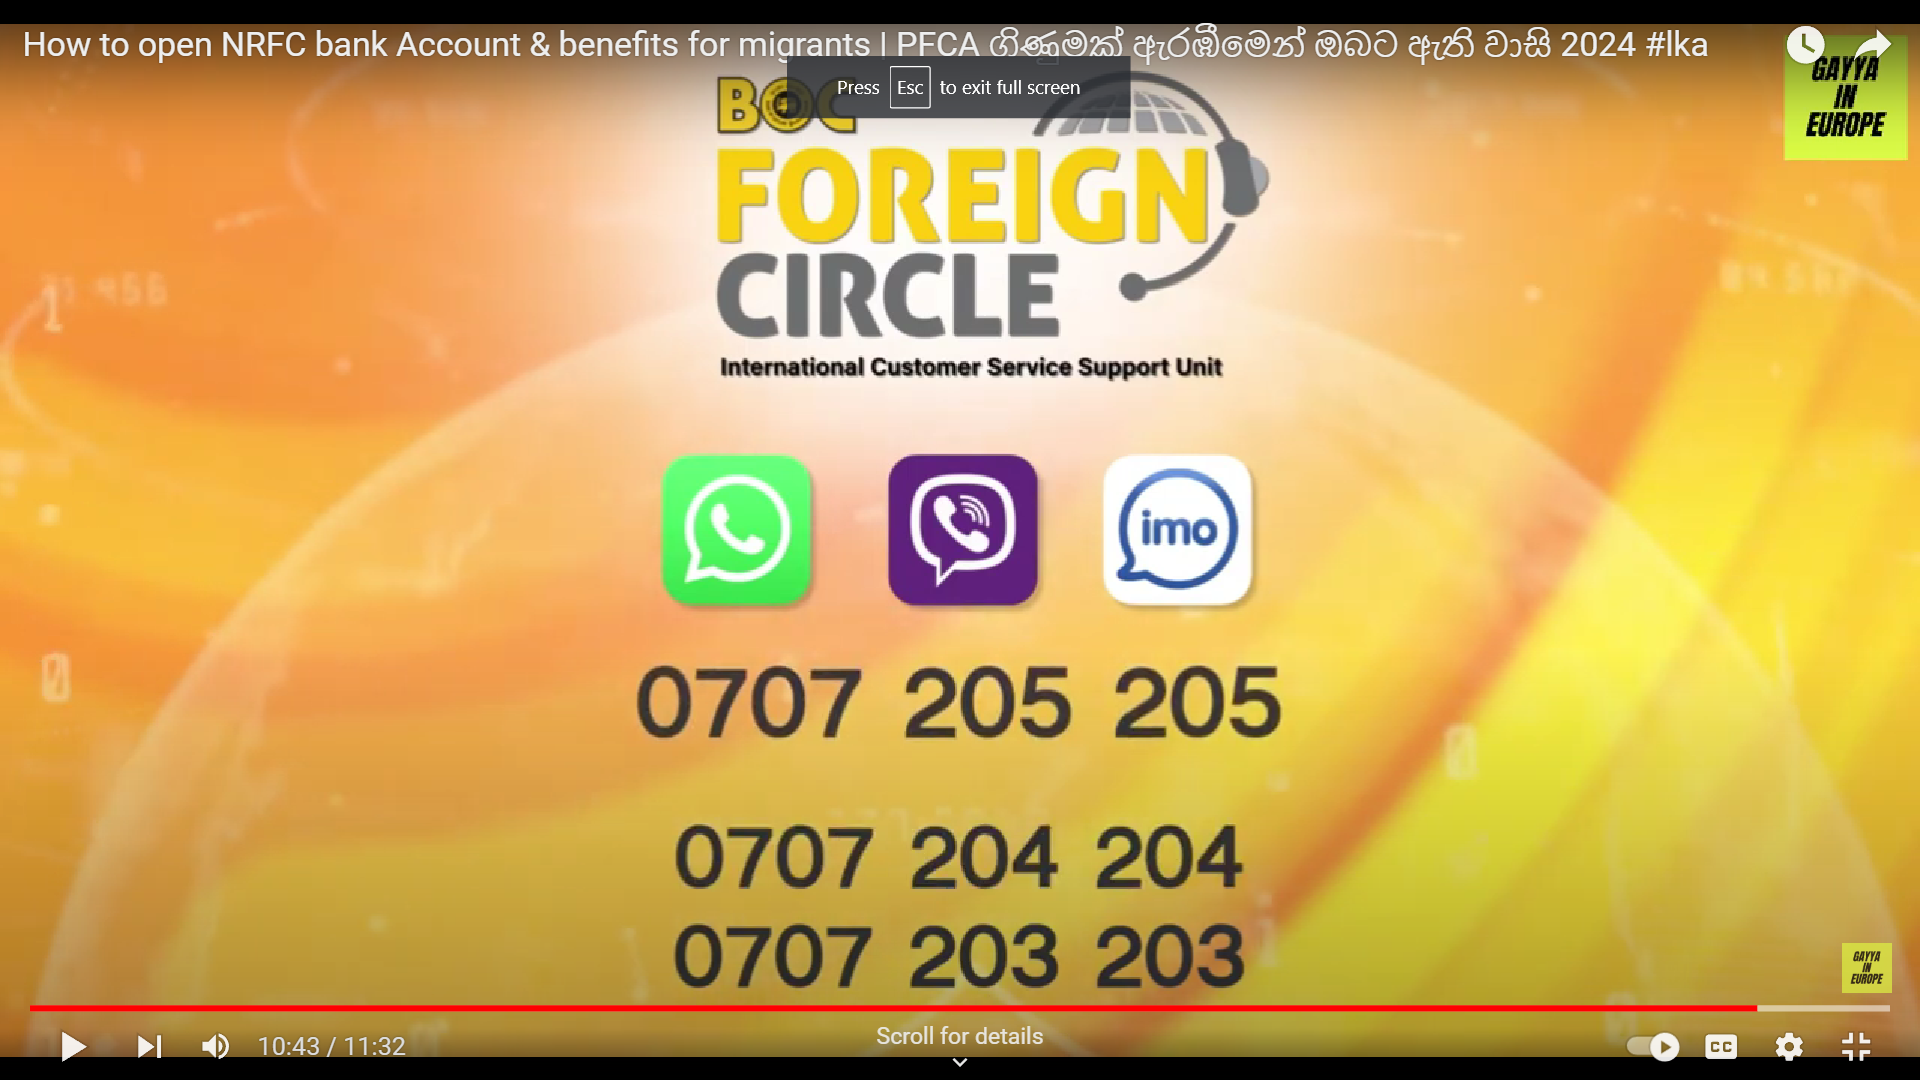 How to open NRFC bank Account & benefits for migrants | PFCA ගිණුමක් ඇරඹීමෙන් ඔබට ඇති වාසි 2024 #lka
Press Esc to exit full screen
GAYYA
IN
EUROPE
BOC
FOREIGN
CIRCLE
International Customer Service Support Unit
imo
0707 205 205
0707 204 204
0707 203 203
GAYYA
IN
EUROPE
10:43 / 11:32
Scroll for details
CC